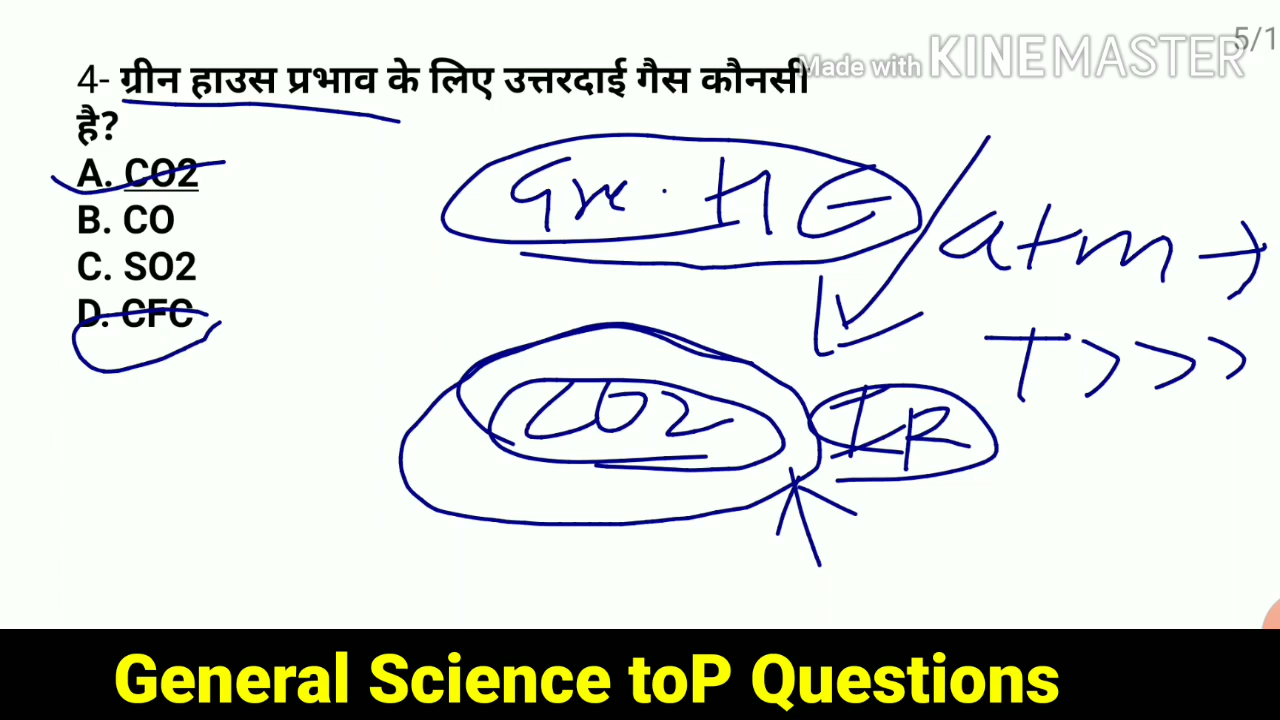 5/1
Made with KINEMASTER
4- ग्रीन हाउस प्रभाव के लिए उत्तरदाई गैस कौनसी
है?
A. CO2
B. CO
C. SO2
D. CFC
Gre. H E
atm →
T >>>
CO2
IR
General Science toP Questions